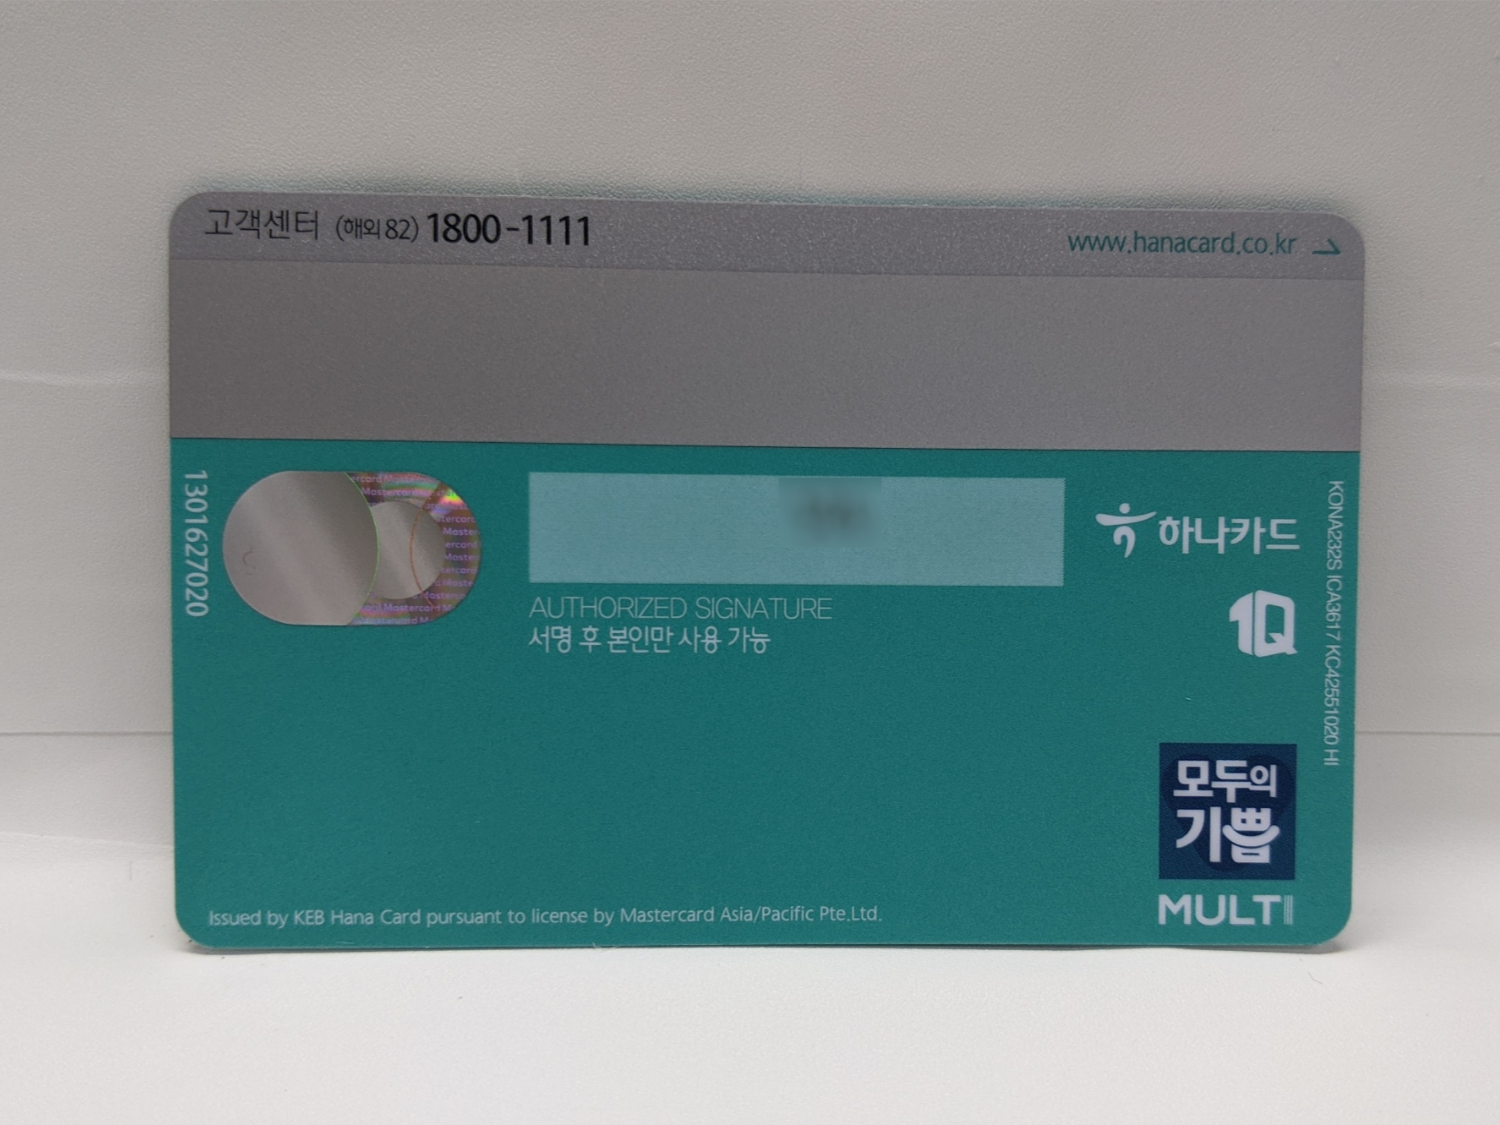 고객센터 (해외 82) 1800-1111
www.hanacard.co.kr
1301627020
AUTHORIZED SIGNATURE
서명 후 본인만 사용 가능
하나카드
1Q
KONA232S ICA3617 KC42551020 HI
모두의
기쁨
MULTI
Issued by KEB Hana Card pursuant to license by Mastercard Asia/Pacific Pte.Ltd.